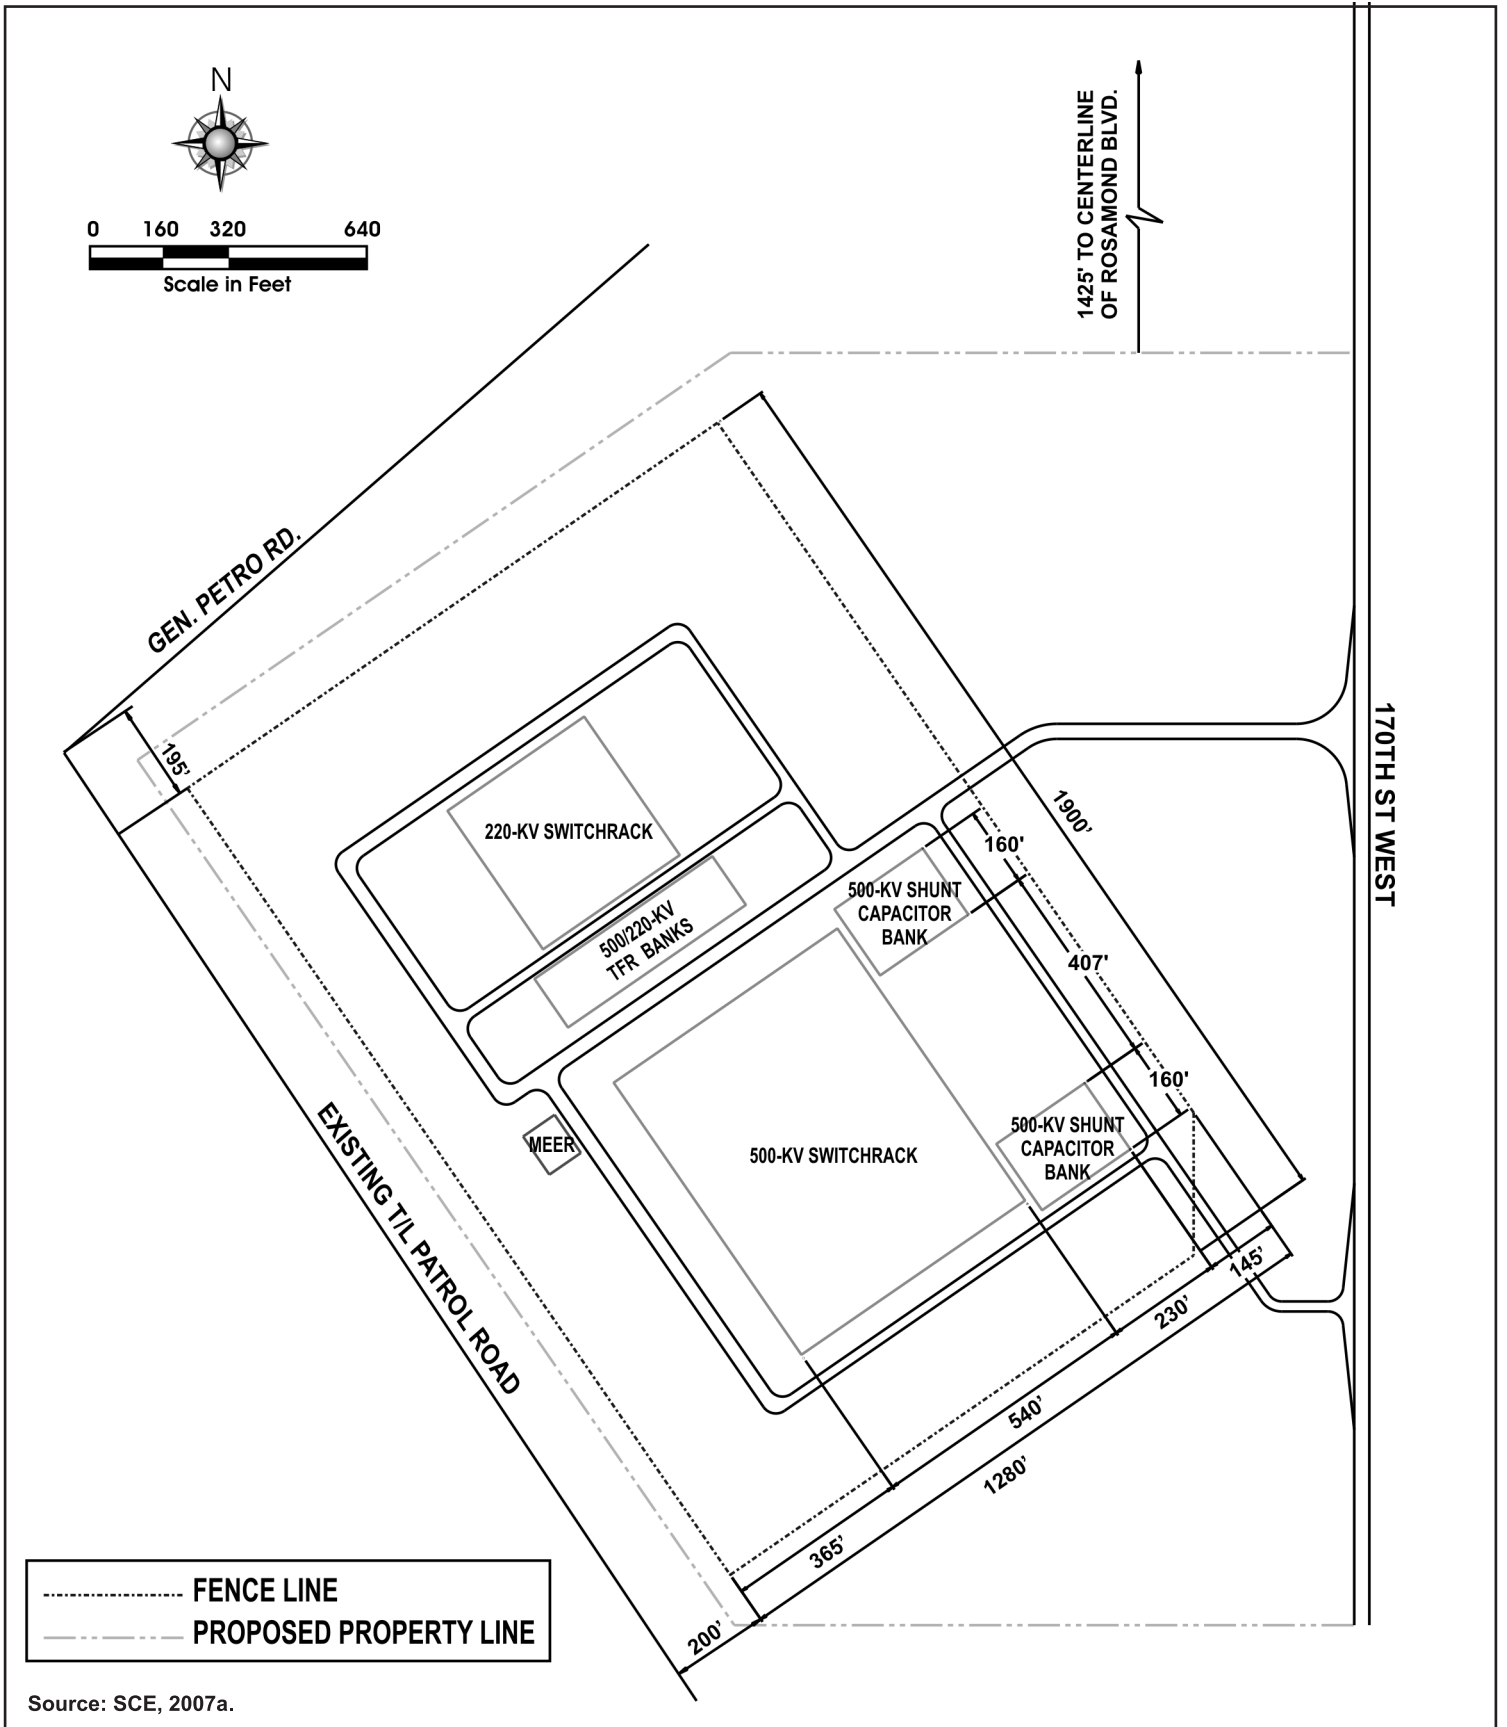 N
0 160 320 640
Scale in Feet
1425' TO CENTERLINE
OF ROSAMOND BLVD.
GEN. PETRO RD.
195'
170TH ST WEST
1900'
220-KV SWITCHRACK
160'
500-KV SHUNT
CAPACITOR
BANK
500/220-KV
TFR BANKS
407'
160'
500-KV SHUNT
CAPACITOR
BANK
MEER
500-KV SWITCHRACK
EXISTING T/L PATROL ROAD
145'
230'
540'
1280'
365'
200'
FENCE LINE
PROPOSED PROPERTY LINE
Source: SCE, 2007a.